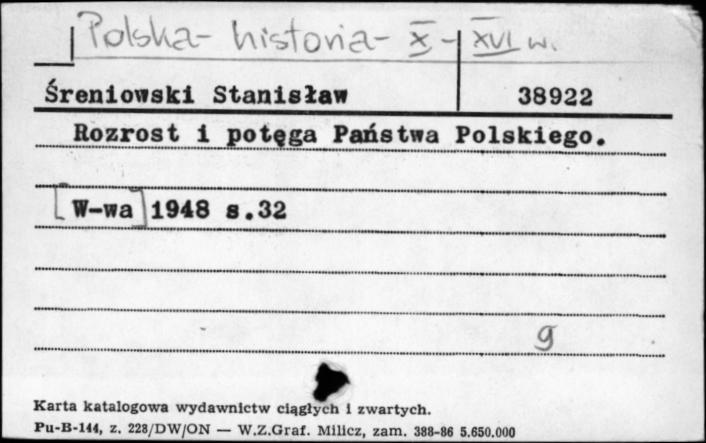 Polska - historia - X - XVI w.
Śreniowski Stanisław 38922
Rozrost i potęga Państwa Polskiego.
[W-wa] 1948 s.32
g
Karta katalogowa wydawnictw ciągłych i zwartych.
Pu-B-144, z. 228/DW/ON — W.Z.Graf. Milicz, zam. 388-86 5.650.000